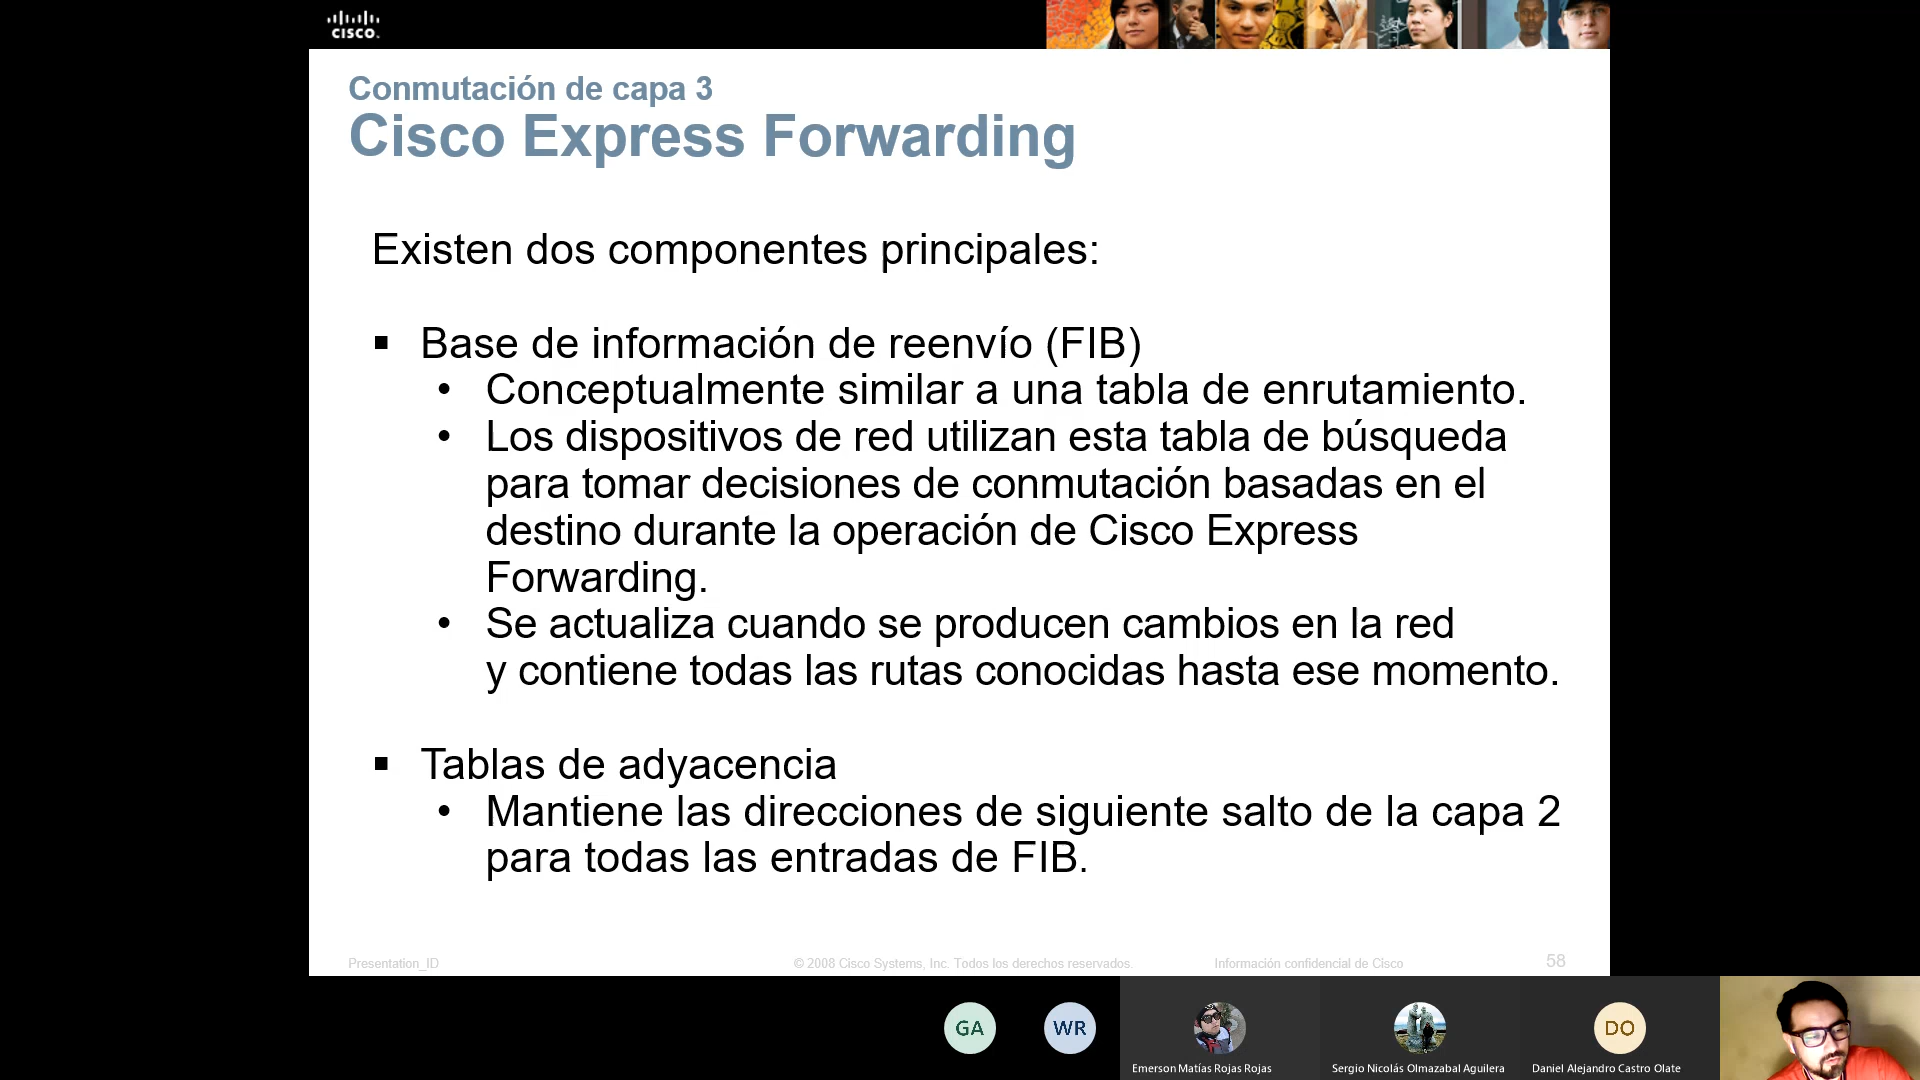 CISCO.
Conmutación de capa 3
Cisco Express Forwarding
Existen dos componentes principales:
▪ Base de información de reenvío (FIB)
• Conceptualmente similar a una tabla de enrutamiento.
• Los dispositivos de red utilizan esta tabla de búsqueda
para tomar decisiones de conmutación basadas en el
destino durante la operación de Cisco Express
Forwarding.
• Se actualiza cuando se producen cambios en la red
y contiene todas las rutas conocidas hasta ese momento.
▪ Tablas de adyacencia
• Mantiene las direcciones de siguiente salto de la capa 2
para todas las entradas de FIB.
Presentation_ID © 2008 Cisco Systems, Inc. Todos los derechos reservados. Información confidencial de Cisco 58
GA WR DO
Emerson Matías Rojas Rojas Sergio Nicolás Olmazabal Aguilera Daniel Alejandro Castro Olate